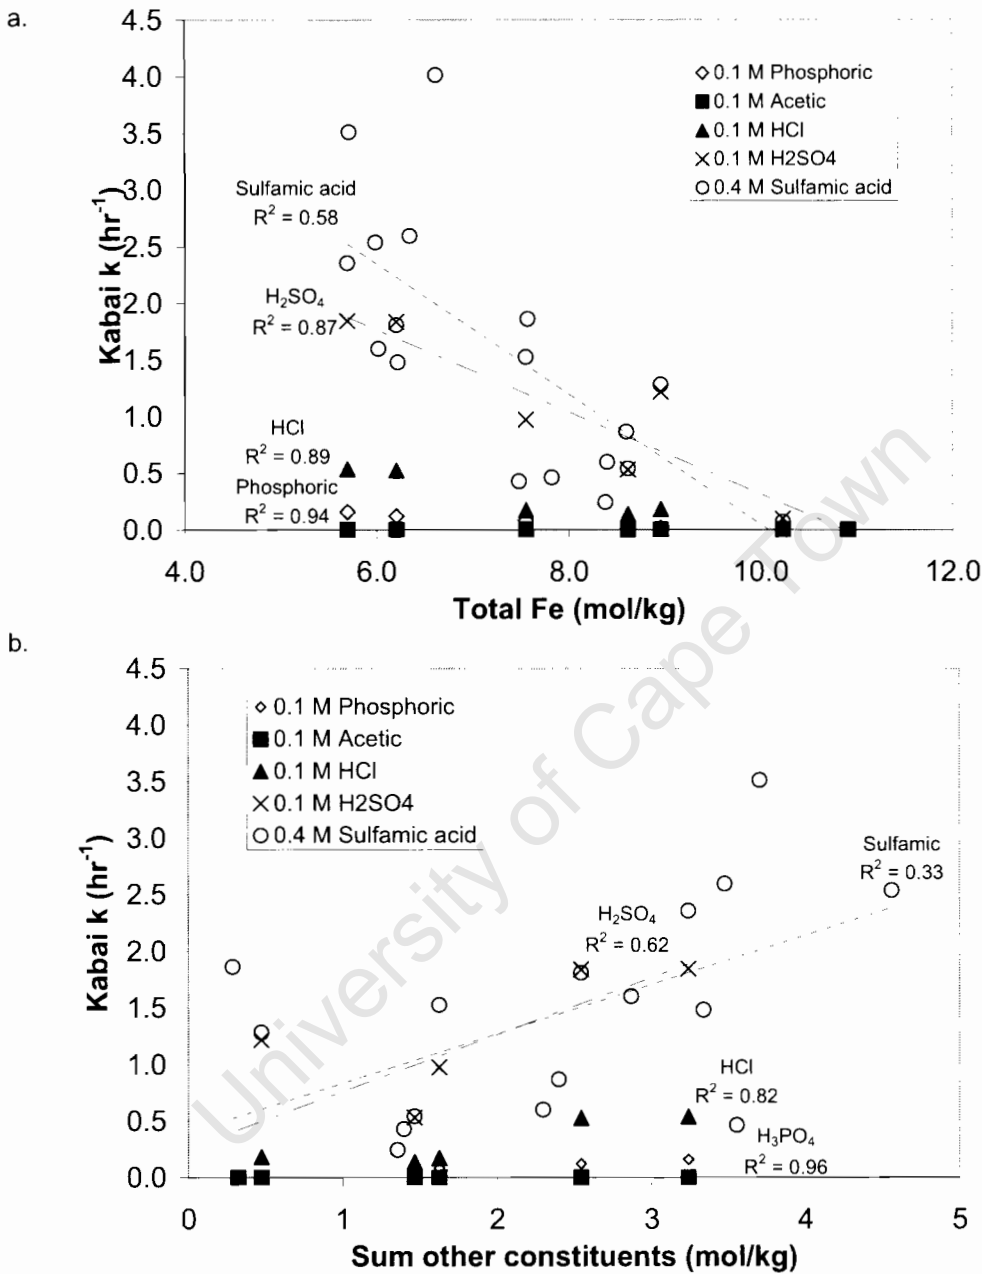 a.
4.5
4.0
3.5
3.0
2.5
2.0
1.5
1.0
0.5
0.0
Kabai k (hr⁻¹)
0.1 M Phosphoric
0.1 M Acetic
0.1 M HCl
0.1 M H2SO4
0.4 M Sulfamic acid
Sulfamic acid
R² = 0.58
H₂SO₄
R² = 0.87
HCl
R² = 0.89
Phosphoric
R² = 0.94
4.0 6.0 8.0 10.0 12.0
Total Fe (mol/kg)
b.
4.5
4.0
3.5
3.0
2.5
2.0
1.5
1.0
0.5
0.0
Kabai k (hr⁻¹)
0.1 M Phosphoric
0.1 M Acetic
0.1 M HCl
0.1 M H2SO4
0.4 M Sulfamic acid
Sulfamic
R² = 0.33
H₂SO₄
R² = 0.62
HCl
R² = 0.82
H₃PO₄
R² = 0.96
0 1 2 3 4 5
Sum other constituents (mol/kg)
University of Cape Town